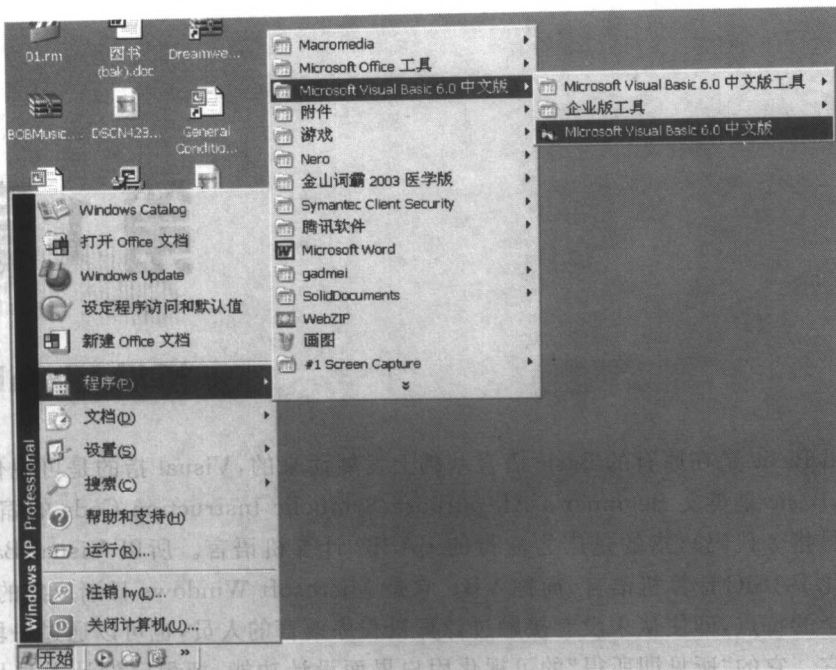 01.rm
图书
(bak).doc
Dreamwe...
BOBMusic...
DSCN423...
General
Conditio...
Macromedia
Microsoft Office 工具
Microsoft Visual Basic 6.0 中文版
附件
游戏
Nero
金山词霸 2003 医学版
Symantec Client Security
腾讯软件
Microsoft Word
gadmei
SolidDocuments
WebZIP
画图
#1 Screen Capture
Microsoft Visual Basic 6.0 中文版工具
企业版工具
Microsoft Visual Basic 6.0 中文版
Windows Catalog
打开 Office 文档
Windows Update
设定程序访问和默认值
新建 Office 文档
程序(P)
文档(D)
设置(S)
搜索(C)
帮助和支持(H)
运行(R)...
注销 hy(L)...
关闭计算机(U)...
Windows XP Professional
开始